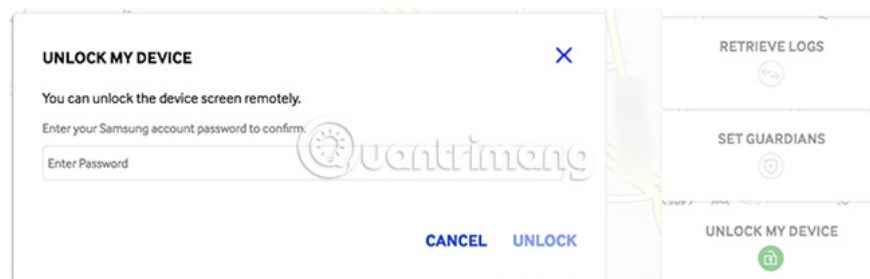 UNLOCK MY DEVICE
You can unlock the device screen remotely.
Enter your Samsung account password to confirm.
Enter Password
CANCEL UNLOCK
RETRIEVE LOGS
SET GUARDIANS
UNLOCK MY DEVICE
Quantrimang